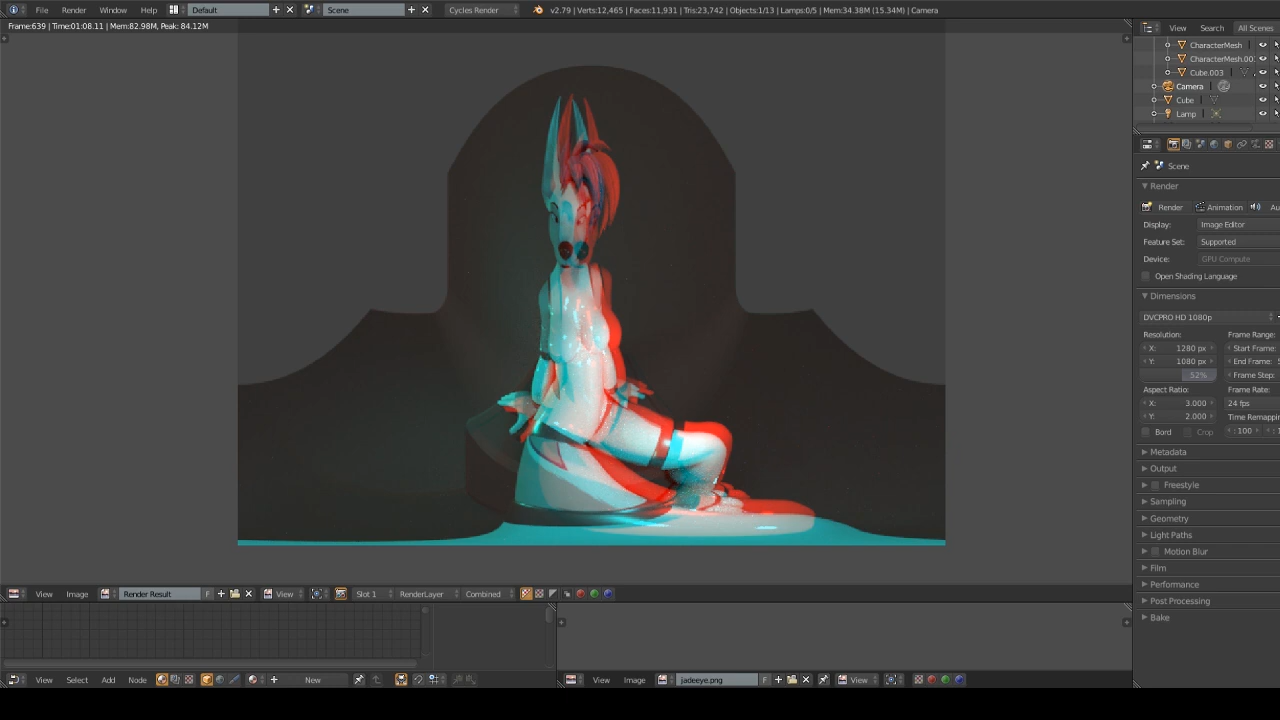 File Render Window Help Default Scene Cycles Render v2.79 | Verts:12,465 | Faces:11,931 | Tris:23,742 | Objects:1/13 | Lamps:0/5 | Mem:34.38M (15.34M) | Camera
Frame:639 | Time:01:08.11 | Mem:82.98M, Peak: 84.12M
View Search All Scenes
CharacterMesh
CharacterMesh.00
Cube.003
Camera
Cube
Lamp
Scene
Render
Render Animation Au
Display: Image Editor
Feature Set: Supported
Device: GPU Compute
Open Shading Language
Dimensions
DVCPRO HD 1080p
Resolution: Frame Range:
X: 1280 px Start Frame:
Y: 1080 px End Frame:
52% Frame Step:
Aspect Ratio: Frame Rate:
X: 3.000 24 fps
Y: 2.000 Time Remappin
Bord Crop :100
Metadata
Output
Freestyle
Sampling
Geometry
Light Paths
Motion Blur
Film
Performance
Post Processing
Bake
View Image Render Result F View Slot 1 RenderLayer Combined
View Select Add Node New
View Image jadeeye.png F View